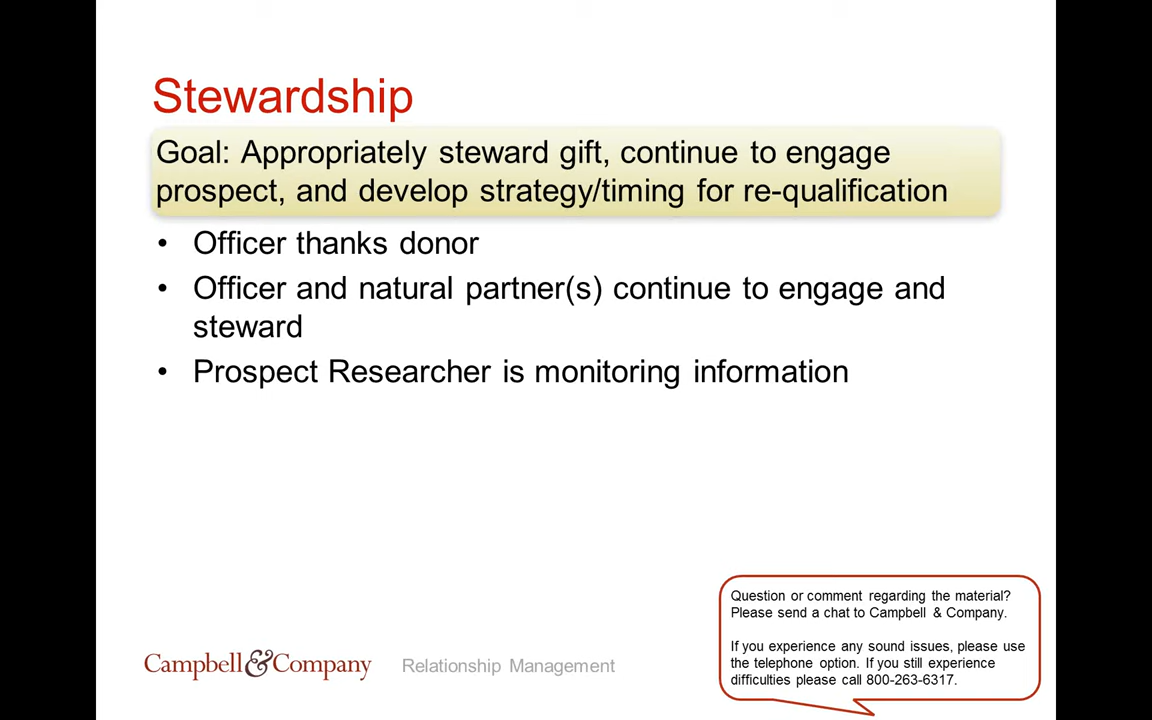 Stewardship
Goal: Appropriately steward gift, continue to engage
prospect, and develop strategy/timing for re-qualification
• Officer thanks donor
• Officer and natural partner(s) continue to engage and
steward
• Prospect Researcher is monitoring information
Question or comment regarding the material?
Please send a chat to Campbell & Company.
If you experience any sound issues, please use
the telephone option. If you still experience
difficulties please call 800-263-6317.
Campbell&Company Relationship Management